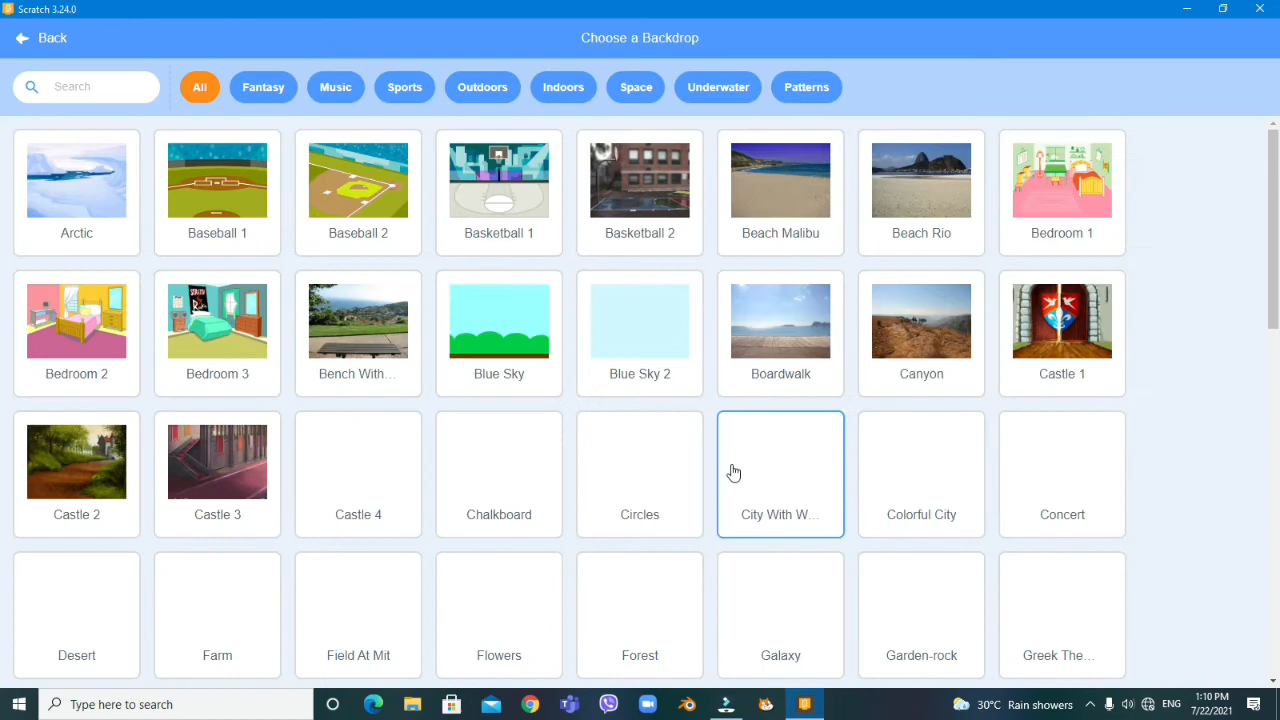 Scratch 3.24.0
Back
Choose a Backdrop
Search
All
Fantasy
Music
Sports
Outdoors
Indoors
Space
Underwater
Patterns
Arctic
Baseball 1
Baseball 2
Basketball 1
Basketball 2
Beach Malibu
Beach Rio
Bedroom 1
Bedroom 2
Bedroom 3
Bench With...
Blue Sky
Blue Sky 2
Boardwalk
Canyon
Castle 1
Castle 2
Castle 3
Castle 4
Chalkboard
Circles
City With W...
Colorful City
Concert
Desert
Farm
Field At Mit
Flowers
Forest
Galaxy
Garden-rock
Greek The...
Type here to search
30°C Rain showers
ENG
1:10 PM
7/22/2021